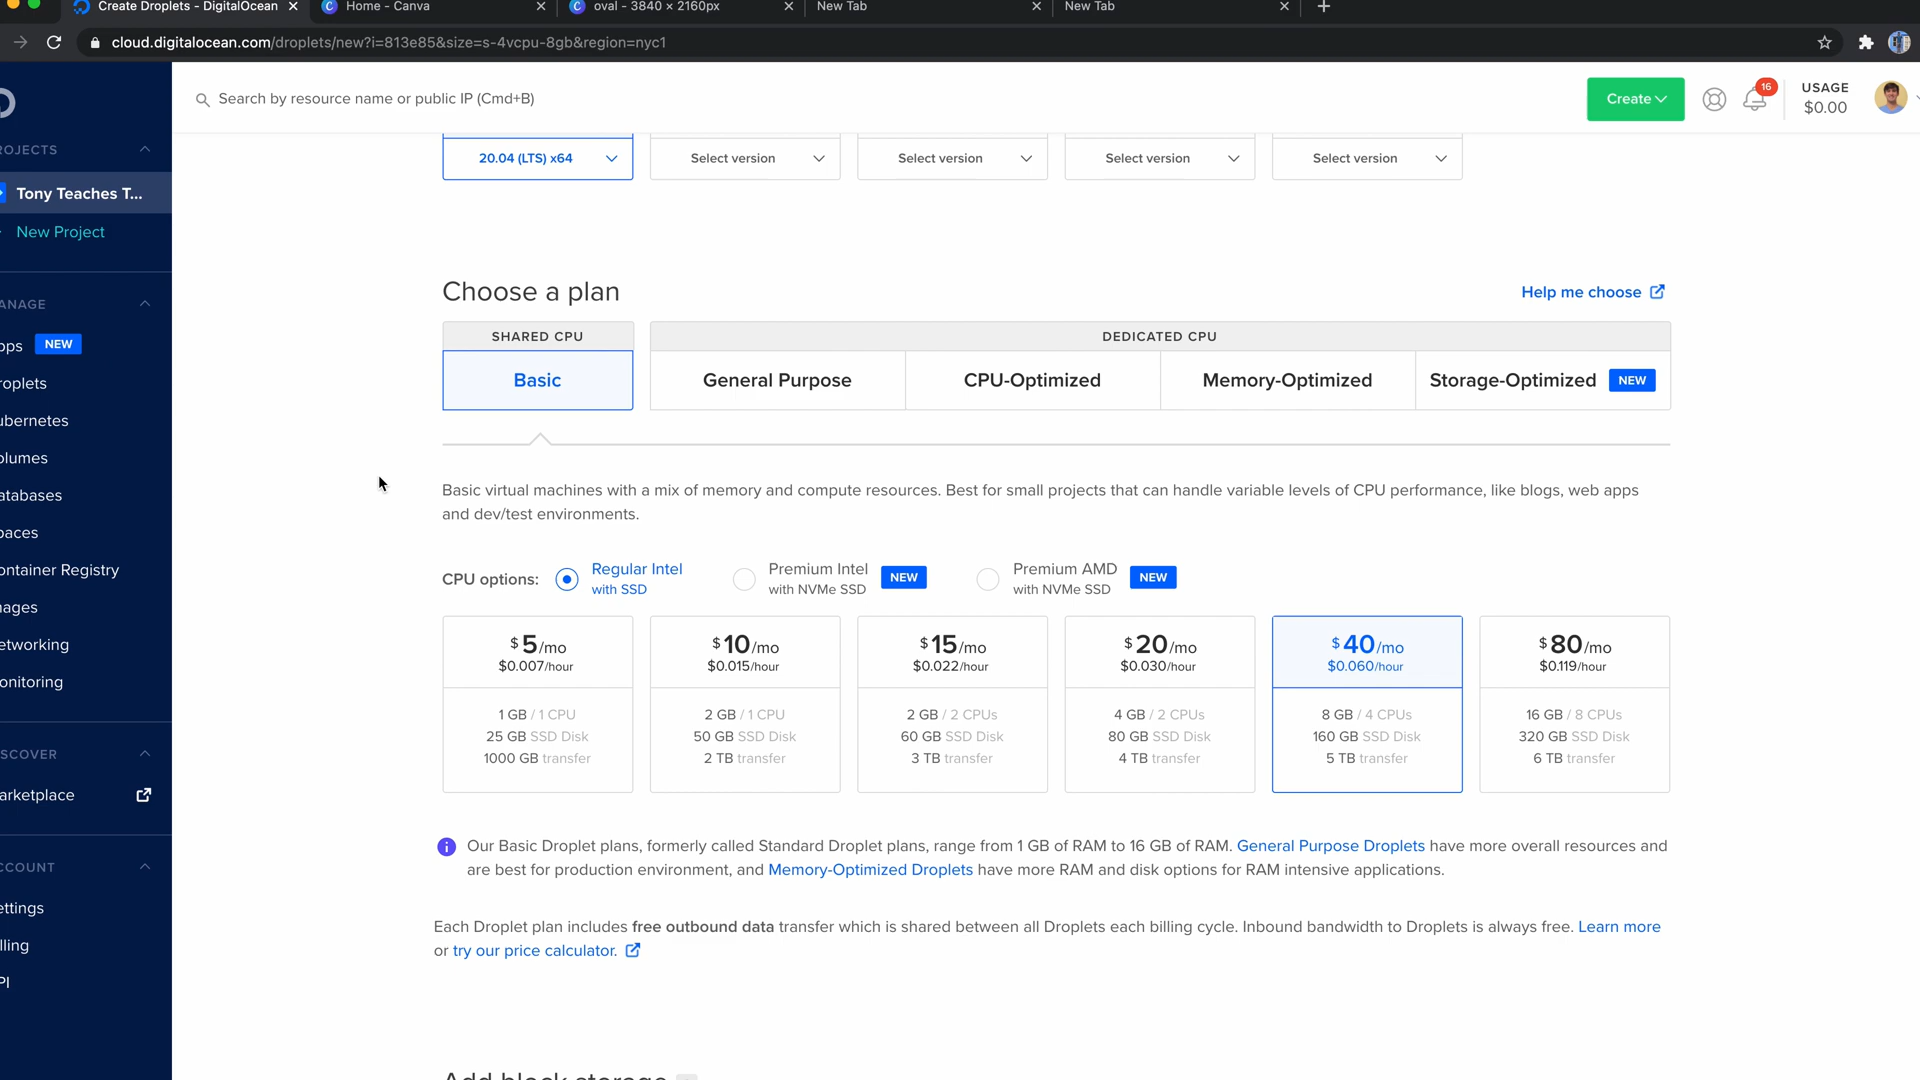 Create Droplets - DigitalOcean
Home - Canva
oval - 3840 × 2160px
New Tab
New Tab
cloud.digitalocean.com/droplets/new?i=813e85&size=s-4vcpu-8gb&region=nyc1
Search by resource name or public IP (Cmd+B)
Create
16
USAGE
$0.00
ROJECTS
Tony Teaches T...
New Project
ANAGE
pps NEW
roplets
ubernetes
olumes
atabases
paces
ontainer Registry
nages
etworking
onitoring
SCOVER
arketplace
CCOUNT
ettings
lling
PI
20.04 (LTS) x64
Select version
Select version
Select version
Select version
Choose a plan
Help me choose
SHARED CPU
DEDICATED CPU
Basic
General Purpose
CPU-Optimized
Memory-Optimized
Storage-Optimized NEW
Basic virtual machines with a mix of memory and compute resources. Best for small projects that can handle variable levels of CPU performance, like blogs, web apps
and dev/test environments.
CPU options:
Regular Intel
with SSD
Premium Intel
with NVMe SSD
NEW
Premium AMD
with NVMe SSD
NEW
$5/mo
$0.007/hour
1 GB / 1 CPU
25 GB SSD Disk
1000 GB transfer
$10/mo
$0.015/hour
2 GB / 1 CPU
50 GB SSD Disk
2 TB transfer
$15/mo
$0.022/hour
2 GB / 2 CPUs
60 GB SSD Disk
3 TB transfer
$20/mo
$0.030/hour
4 GB / 2 CPUs
80 GB SSD Disk
4 TB transfer
$40/mo
$0.060/hour
8 GB / 4 CPUs
160 GB SSD Disk
5 TB transfer
$80/mo
$0.119/hour
16 GB / 8 CPUs
320 GB SSD Disk
6 TB transfer
Our Basic Droplet plans, formerly called Standard Droplet plans, range from 1 GB of RAM to 16 GB of RAM. General Purpose Droplets have more overall resources and
are best for production environment, and Memory-Optimized Droplets have more RAM and disk options for RAM intensive applications.
Each Droplet plan includes free outbound data transfer which is shared between all Droplets each billing cycle. Inbound bandwidth to Droplets is always free. Learn more
or try our price calculator.
Add block storage